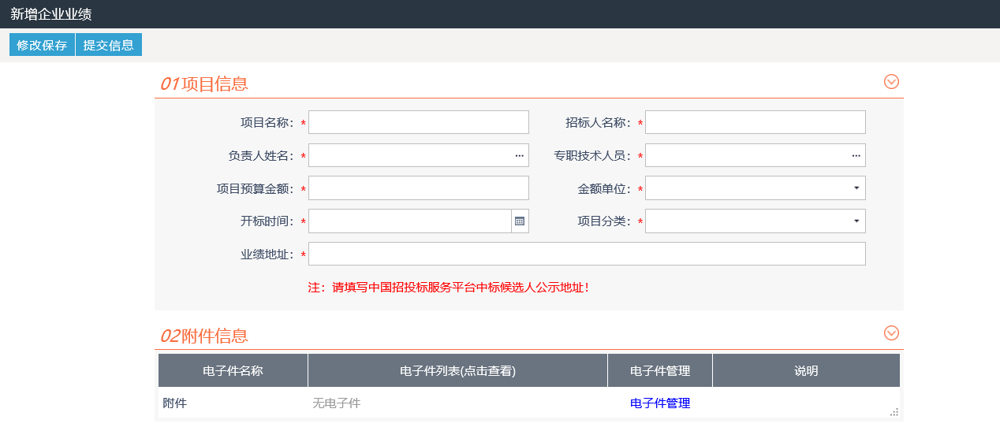 新增企业业绩
修改保存 提交信息
01项目信息
项目名称：* 招标人名称：*
负责人姓名：* ... 专职技术人员：* ...
项目预算金额：* 金额单位：*
开标时间：* 项目分类：*
业绩地址：*
注：请填写中国招投标服务平台中标候选人公示地址！
02附件信息
电子件名称 电子件列表(点击查看) 电子件管理 说明
附件 无电子件 电子件管理